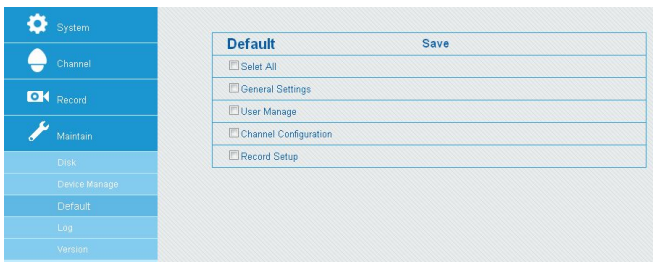 System
Channel
Record
Maintain
Disk
Device Manage
Default
Log
Version
Default Save
Selet All
General Settings
User Manage
Channel Configuration
Record Setup